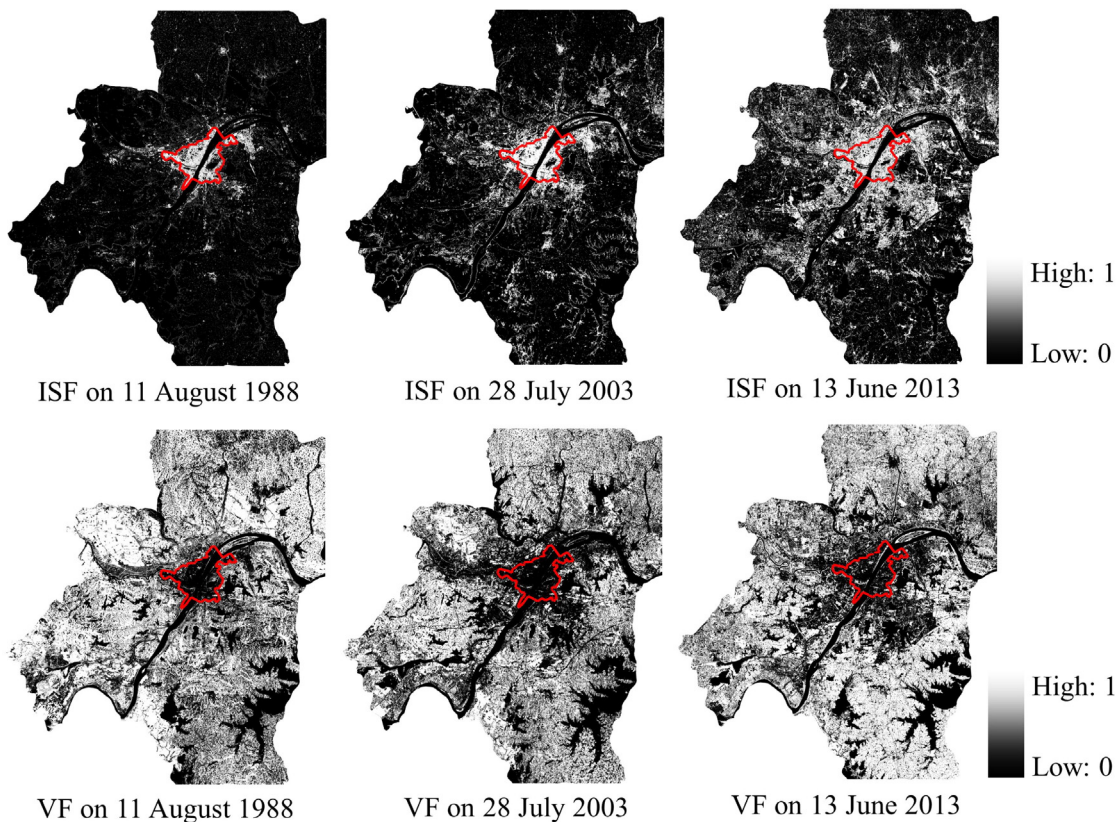 High: 1
Low: 0
ISF on 11 August 1988
ISF on 28 July 2003
ISF on 13 June 2013
High: 1
Low: 0
VF on 11 August 1988
VF on 28 July 2003
VF on 13 June 2013